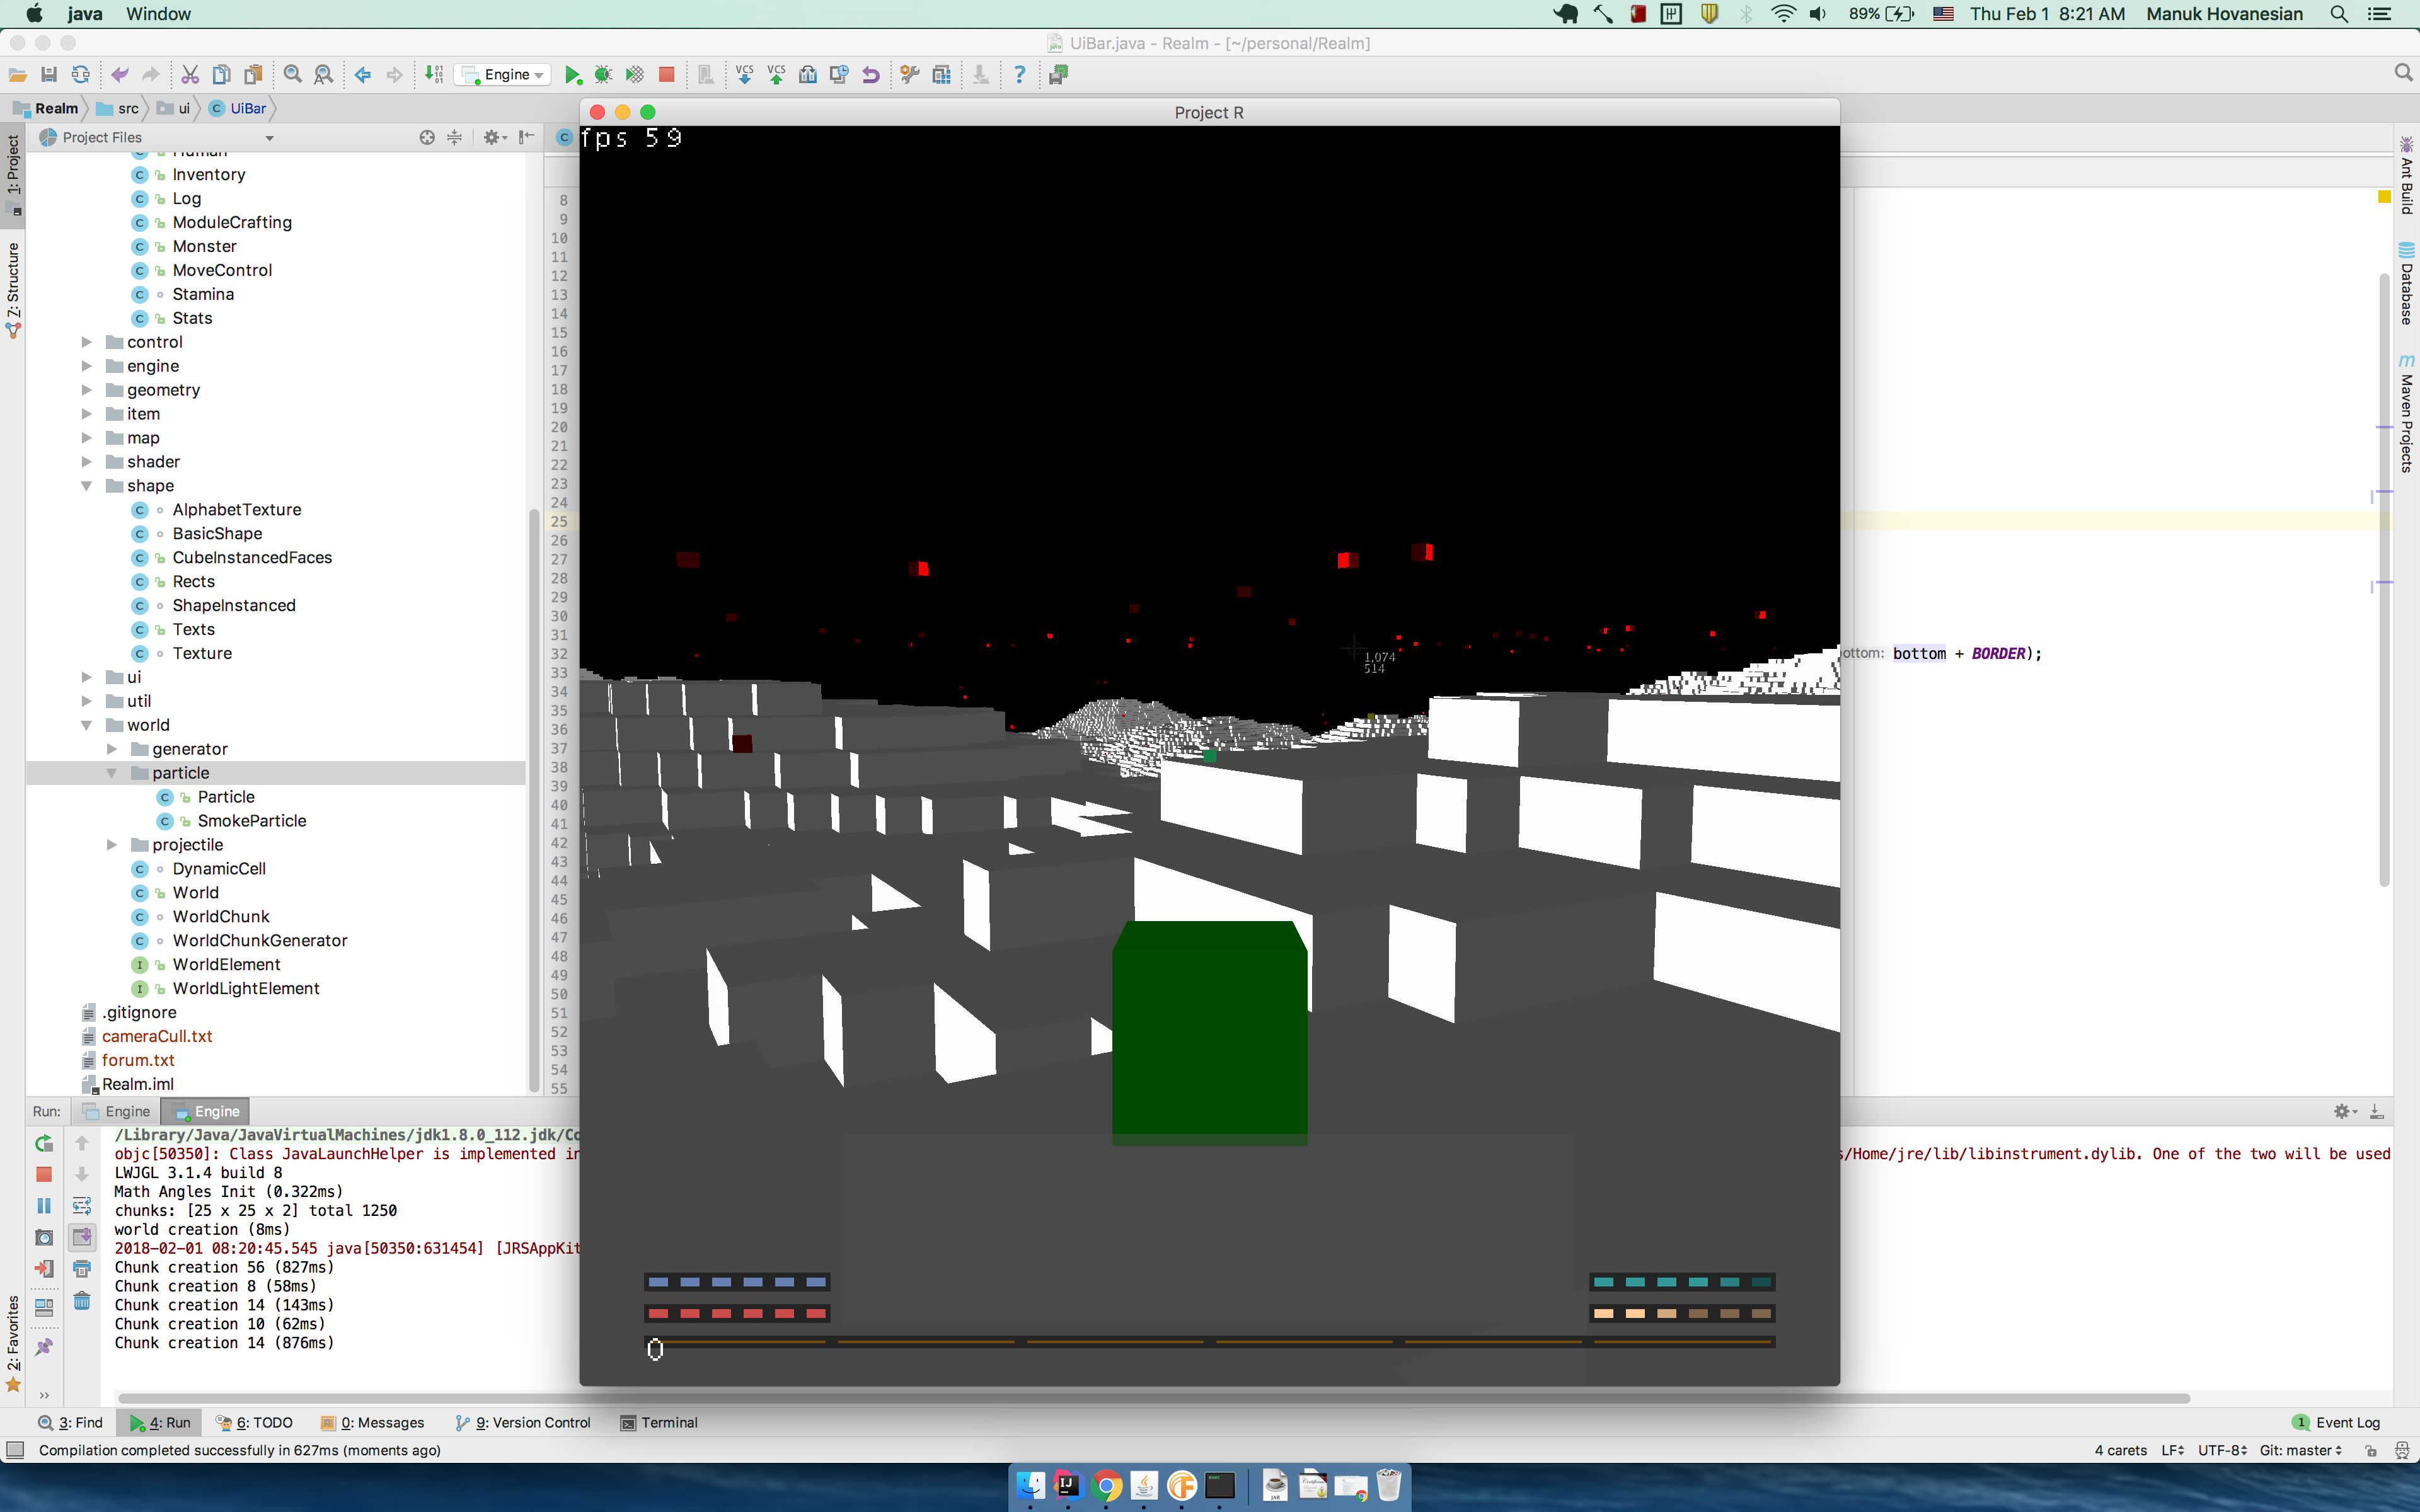 java Window
89% Thu Feb 1 8:21 AM Manuk Hovanesian
UiBar.java - Realm - [~/personal/Realm]
Engine
VCS VCS
Realm src ui UiBar
Project R
Project Files
fps 59
1: Project
7: Structure
2: Favorites
Human
Inventory
Log
ModuleCrafting
Monster
MoveControl
Stamina
Stats
control
engine
geometry
item
map
shader
shape
AlphabetTexture
BasicShape
CubeInstancedFaces
Rects
ShapeInstanced
Texts
Texture
ui
util
world
generator
particle
Particle
SmokeParticle
projectile
DynamicCell
World
WorldChunk
WorldChunkGenerator
WorldElement
WorldLightElement
.gitignore
cameraCull.txt
forum.txt
Realm.iml
8
9
10
11
12
13
14
15
16
17
18
19
20
21
22
23
24
25
26
27
28
29
30
31
32
33
34
35
36
37
38
39
40
41
42
43
44
45
46
47
48
49
50
51
52
53
54
55
1,074
514
ottom: bottom + BORDER);
Ant Build
Database
Maven Projects
Run: Engine Engine
/Library/Java/JavaVirtualMachines/jdk1.8.0_112.jdk/Co
objc[50350]: Class JavaLaunchHelper is implemented in
s/Home/jre/lib/libinstrument.dylib. One of the two will be used
LWJGL 3.1.4 build 8
Math Angles Init (0.322ms)
chunks: [25 x 25 x 2] total 1250
world creation (8ms)
2018-02-01 08:20:45.545 java[50350:631454] [JRSAppKit
Chunk creation 56 (827ms)
Chunk creation 8 (58ms)
Chunk creation 14 (143ms)
Chunk creation 10 (62ms)
Chunk creation 14 (876ms)
0
3: Find 4: Run 6: TODO 0: Messages 9: Version Control Terminal
1 Event Log
Compilation completed successfully in 627ms (moments ago)
4 carets LF UTF-8 Git: master